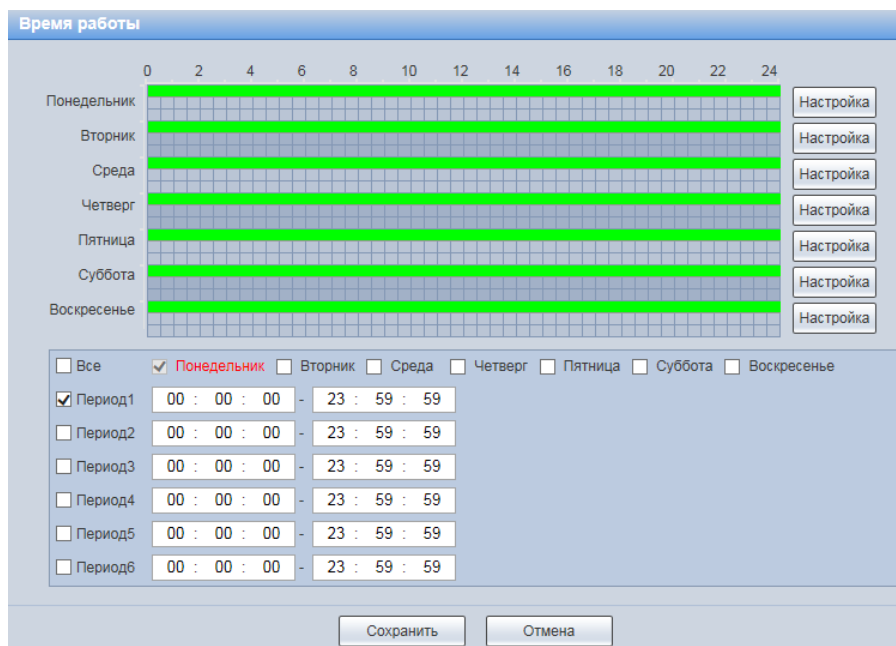 Время работы
0 2 4 6 8 10 12 14 16 18 20 22 24
Понедельник Настройка
Вторник Настройка
Среда Настройка
Четверг Настройка
Пятница Настройка
Суббота Настройка
Воскресенье Настройка
Все Понедельник Вторник Среда Четверг Пятница Суббота Воскресенье
Период1 00 : 00 : 00 - 23 : 59 : 59
Период2 00 : 00 : 00 - 23 : 59 : 59
Период3 00 : 00 : 00 - 23 : 59 : 59
Период4 00 : 00 : 00 - 23 : 59 : 59
Период5 00 : 00 : 00 - 23 : 59 : 59
Период6 00 : 00 : 00 - 23 : 59 : 59
Сохранить Отмена